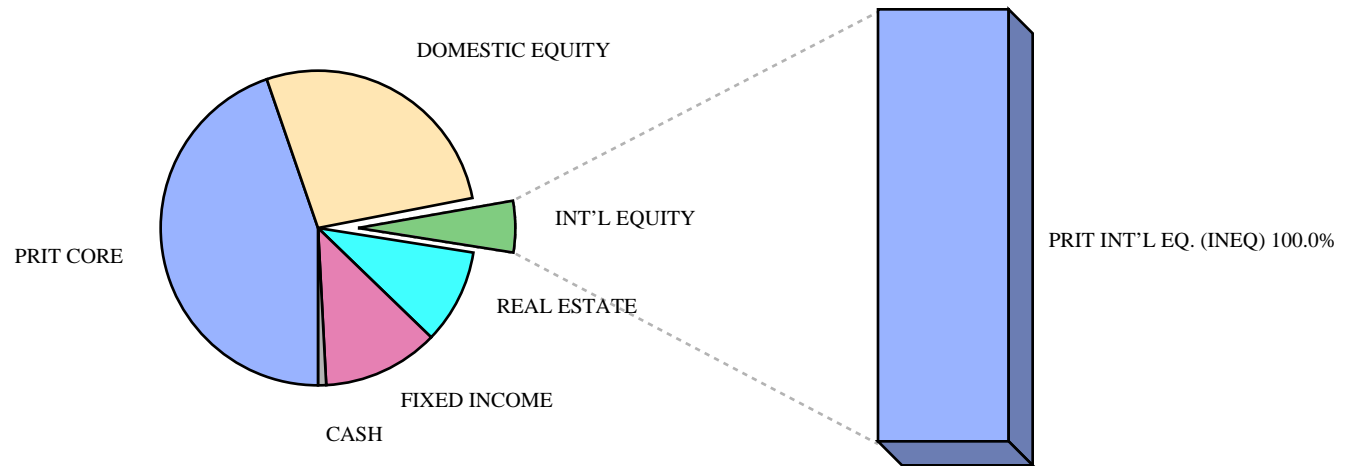 DOMESTIC EQUITY
INT'L EQUITY
PRIT INT'L EQ. (INEQ) 100.0%
PRIT CORE
REAL ESTATE
FIXED INCOME
CASH